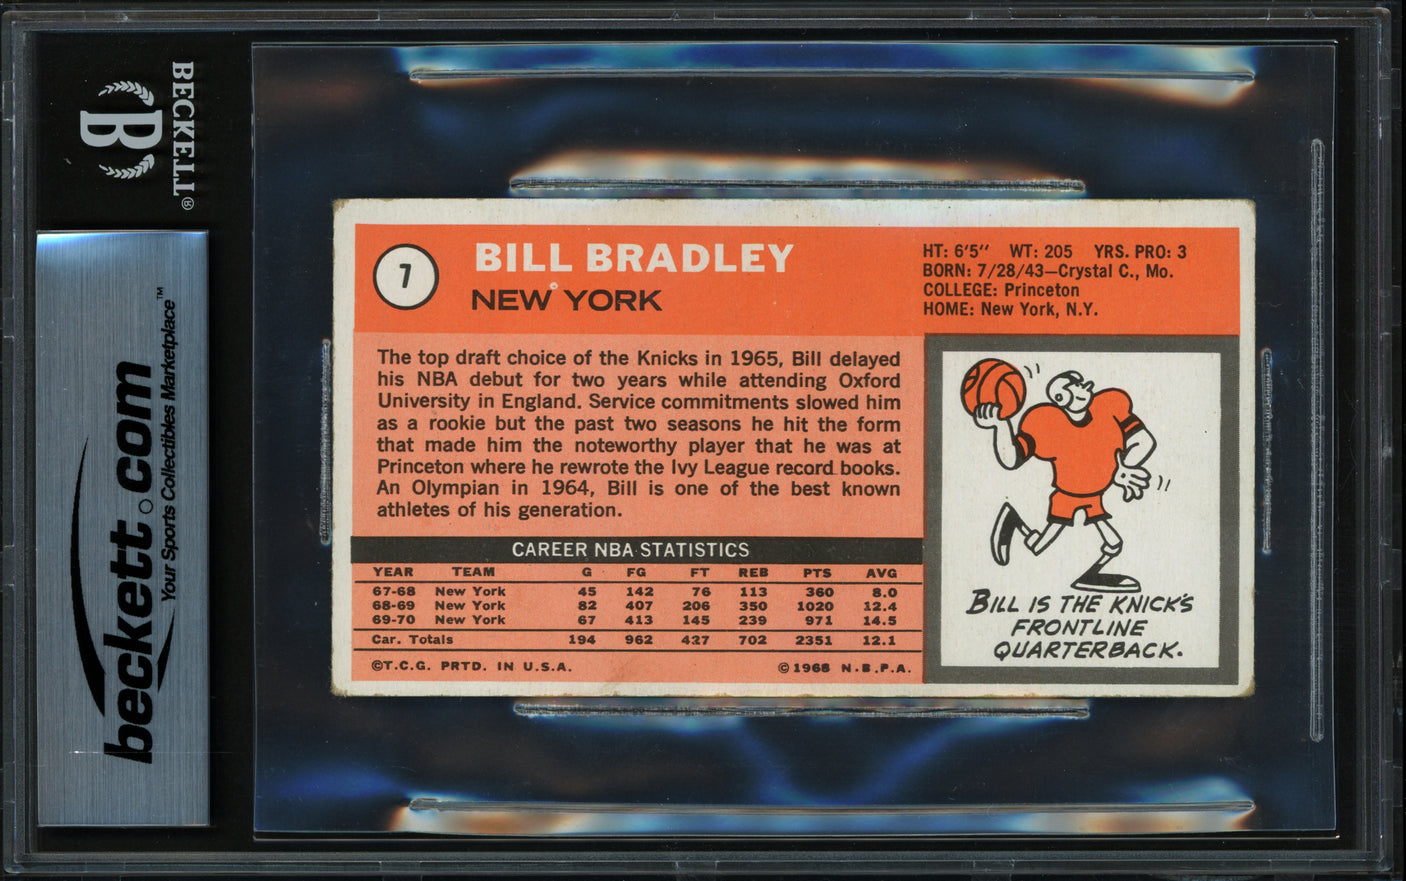 BECKETT®
B
beckett.com™
Your Sports Collectibles Marketplace
7
BILL BRADLEY
NEW YORK
HT: 6'5'' WT: 205 YRS. PRO: 3
BORN: 7/28/43—Crystal C., Mo.
COLLEGE: Princeton
HOME: New York, N.Y.
The top draft choice of the Knicks in 1965, Bill delayed
his NBA debut for two years while attending Oxford
University in England. Service commitments slowed him
as a rookie but the past two seasons he hit the form
that made him the noteworthy player that he was at
Princeton where he rewrote the Ivy League record books.
An Olympian in 1964, Bill is one of the best known
athletes of his generation.
CAREER NBA STATISTICS
YEAR TEAM G FG FT REB PTS AVG
67-68 New York 45 142 76 113 360 8.0
68-69 New York 82 407 206 350 1020 12.4
69-70 New York 67 413 145 239 971 14.5
Car. Totals 194 962 427 702 2351 12.1
©T.C.G. PRTD. IN U.S.A. ©1968 N.B.P.A.
BILL IS THE KNICK'S
FRONTLINE
QUARTERBACK.